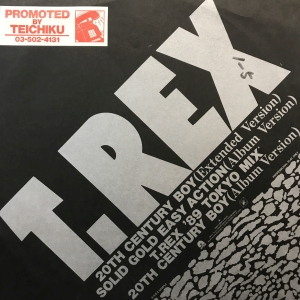 PROMOTED
BY
TEICHIKU
03-502-4131
T.REX
20TH CENTURY BOY(Extended Version)
SOLID GOLD EASY ACTION(Album Version)
T.REX '89 TOKYO MIX
20TH CENTURY BOY(Album Version)